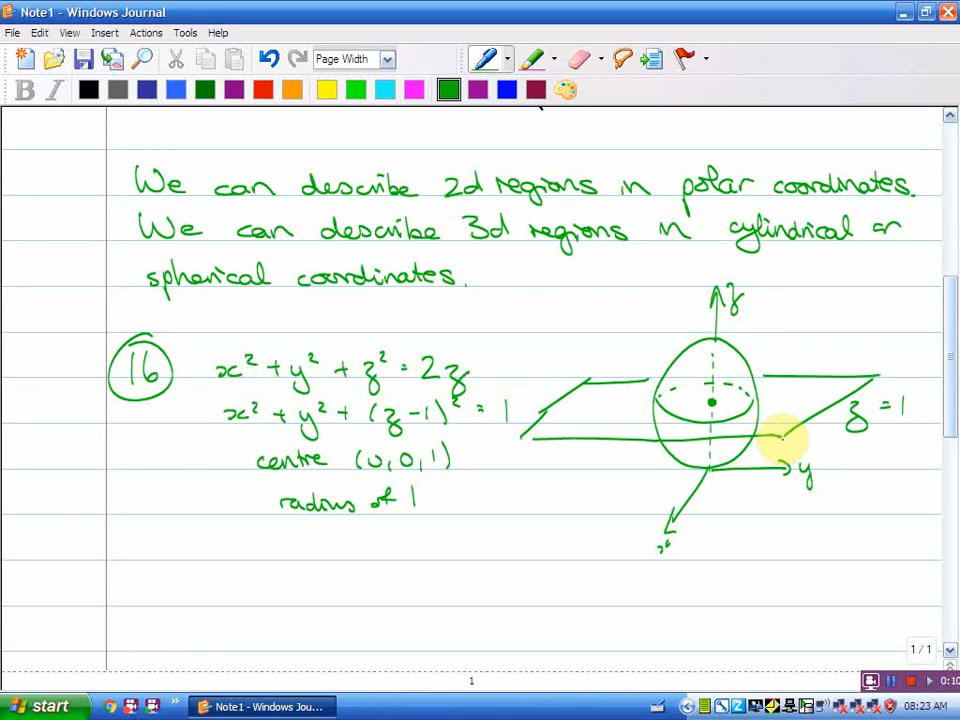 Note1 - Windows Journal
File Edit View Insert Actions Tools Help
Page Width
B I
We can describe 2d regions in polar coordinates.
We can describe 3d regions in cylindrical or
spherical coordinates.
z
16 x² + y² + z² = 2z
x² + y² + (z-1)² = 1
z = 1
centre (0,0,1)
y
radius of 1
x
1 / 1
1
0:10
start Note1 - Windows Jou... 08:23 AM